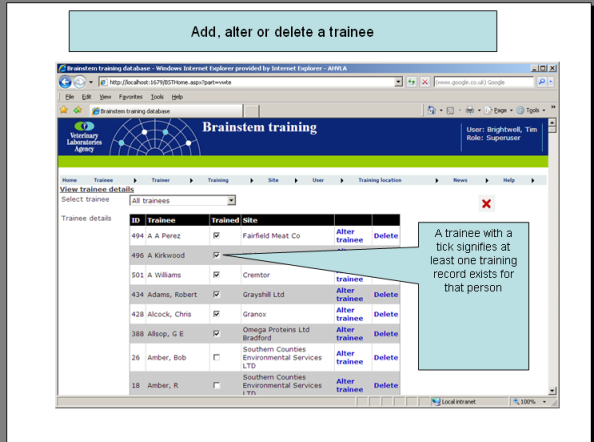 Add, alter or delete a trainee
Brainstem training database - Windows Internet Explorer provided by Internet Explorer - AHVLA
http://localhost:1679/BSTHome.aspx?part=vvvte
(www.google.co.uk) Google
File Edit View Favorites Tools Help
Brainstem training database
Page Tools
Veterinary
Laboratories
Agency
Brainstem training
User: Brightwell, Tim
Role: Superuser
Home Trainee Trainer Training Site User Training location News Help
View trainee details
Select trainee All trainees
Trainee details
ID Trainee Trained Site
494 A A Perez Fairfield Meat Co Alter trainee Delete
496 A Kirkwood
501 A Williams Cremtor Alter trainee
434 Adams, Robert Grayshill Ltd Alter trainee Delete
428 Alcock, Chris Granox Alter trainee Delete
388 Allsop, G E Omega Proteins Ltd Bradford Alter trainee Delete
26 Amber, Bob Southern Counties Environmental Services LTD Alter trainee Delete
18 Amber, R Southern Counties Environmental Services LTD Alter trainee Delete
A trainee with a
tick signifies at
least one training
record exists for
that person
Local intranet 100%